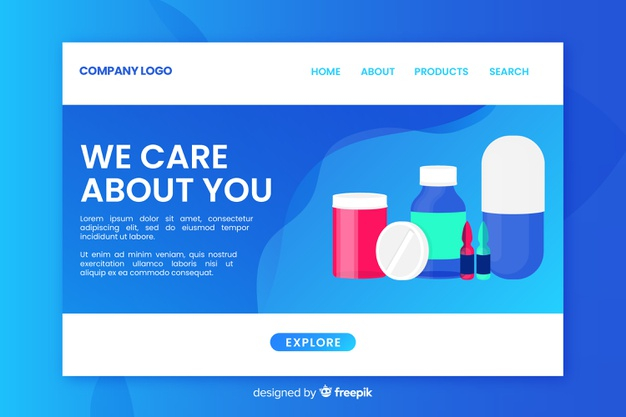 COMPANY LOGO
HOME ABOUT PRODUCTS SEARCH
WE CARE
ABOUT YOU
Lorem ipsum dolor sit amet, consectetur
adipiscing elit, sed do eiusmod tempor
incididunt ut labore.
Ut enim ad minim veniam, quis nostrud
exercitation ullamco laboris nisi ut
aliquip ex ea commodo consequat.
EXPLORE
designed by freepik